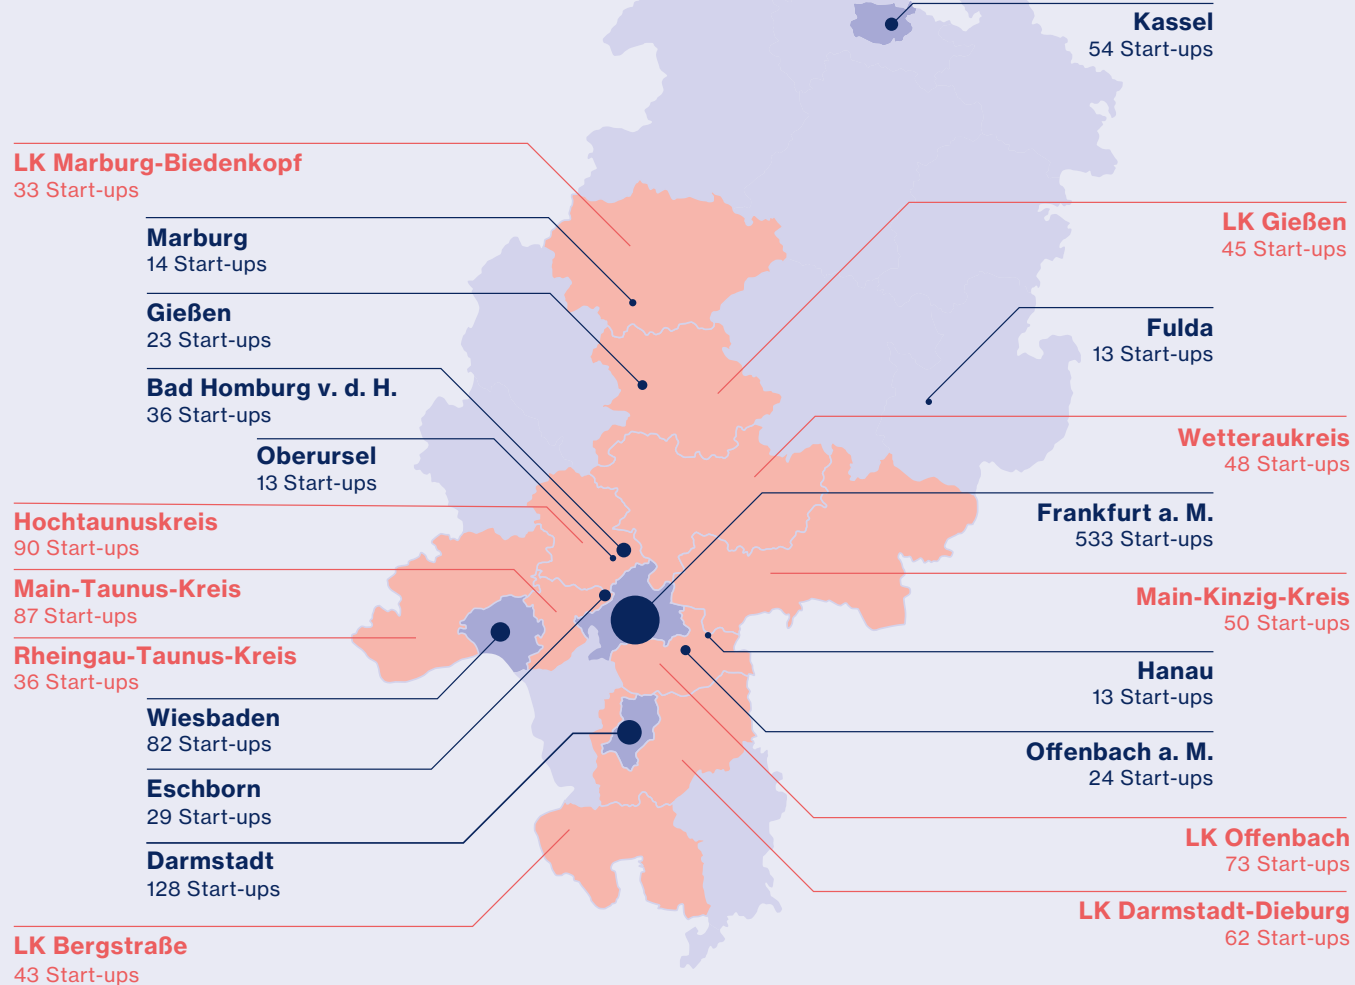 Kassel
54 Start-ups
LK Marburg-Biedenkopf
33 Start-ups
Marburg
14 Start-ups
Gießen
23 Start-ups
Bad Homburg v. d. H.
36 Start-ups
Oberursel
13 Start-ups
Hochtaunuskreis
90 Start-ups
Main-Taunus-Kreis
87 Start-ups
Rheingau-Taunus-Kreis
36 Start-ups
Wiesbaden
82 Start-ups
Eschborn
29 Start-ups
Darmstadt
128 Start-ups
LK Bergstraße
43 Start-ups
LK Gießen
45 Start-ups
Fulda
13 Start-ups
Wetteraukreis
48 Start-ups
Frankfurt a. M.
533 Start-ups
Main-Kinzig-Kreis
50 Start-ups
Hanau
13 Start-ups
Offenbach a. M.
24 Start-ups
LK Offenbach
73 Start-ups
LK Darmstadt-Dieburg
62 Start-ups